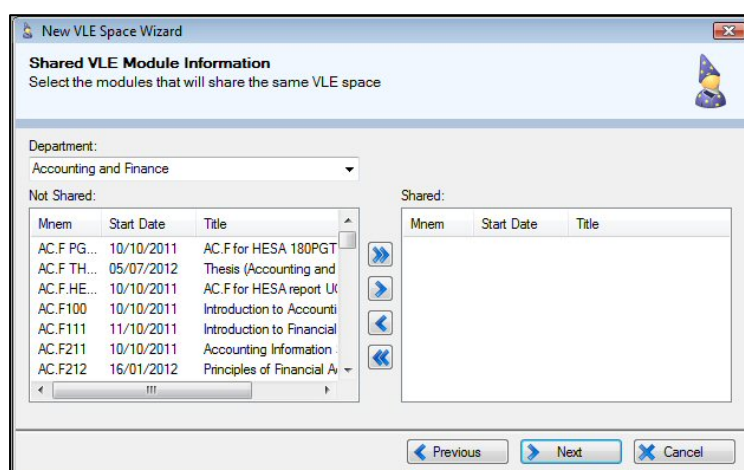 New VLE Space Wizard
Shared VLE Module Information
Select the modules that will share the same VLE space
Department:
Accounting and Finance
Not Shared:
Shared:
Mnem Start Date Title
Mnem Start Date Title
AC.F PG... 10/10/2011 AC.F for HESA 180PGT
AC.F TH... 05/07/2012 Thesis (Accounting and
AC.F.HE... 10/10/2011 AC.F for HESA report
AC.F100 10/10/2011 Introduction to Accounti
AC.F111 11/10/2011 Introduction to Financial
AC.F211 10/10/2011 Accounting Information
AC.F212 16/01/2012 Principles of Financial
Previous
Next
Cancel